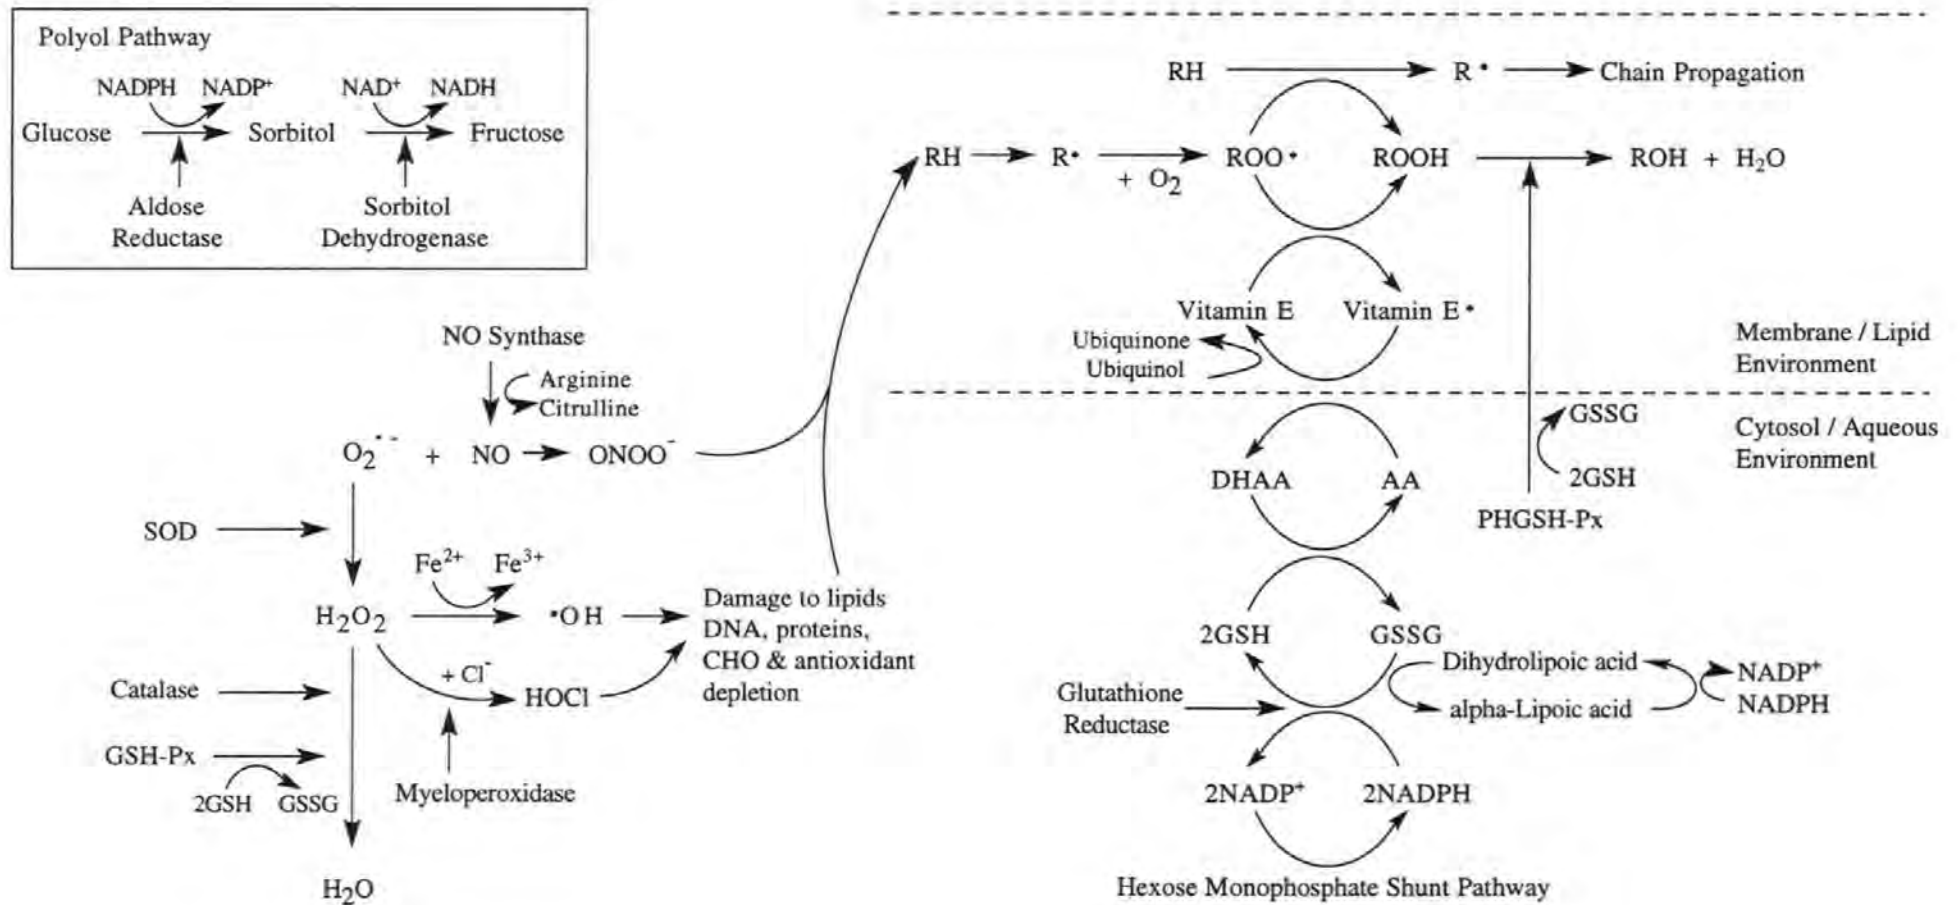 Polyol Pathway
NADPH NADP⁺ NAD⁺ NADH
Glucose Sorbitol Fructose
Aldose
Reductase
Sorbitol
Dehydrogenase
RH R• Chain Propagation
RH R• + O₂ ROO• ROOH ROH + H₂O
Vitamin E Vitamin E•
Ubiquinone
Ubiquinol
Membrane / Lipid
Environment
Cytosol / Aqueous
Environment
NO Synthase
Arginine
Citrulline
O₂•- + NO ONOO⁻
SOD
Fe²⁺ Fe³⁺
H₂O₂ •OH
Damage to lipids
DNA, proteins,
CHO & antioxidant
depletion
+ Cl⁻
HOCl
Catalase
GSH-Px
2GSH GSSG
Myeloperoxidase
H₂O
GSSG
2GSH
PHGSH-Px
DHAA AA
2GSH GSSG
Dihydrolipoic acid
alpha-Lipoic acid
NADP⁺
NADPH
Glutathione
Reductase
2NADP⁺ 2NADPH
Hexose Monophosphate Shunt Pathway